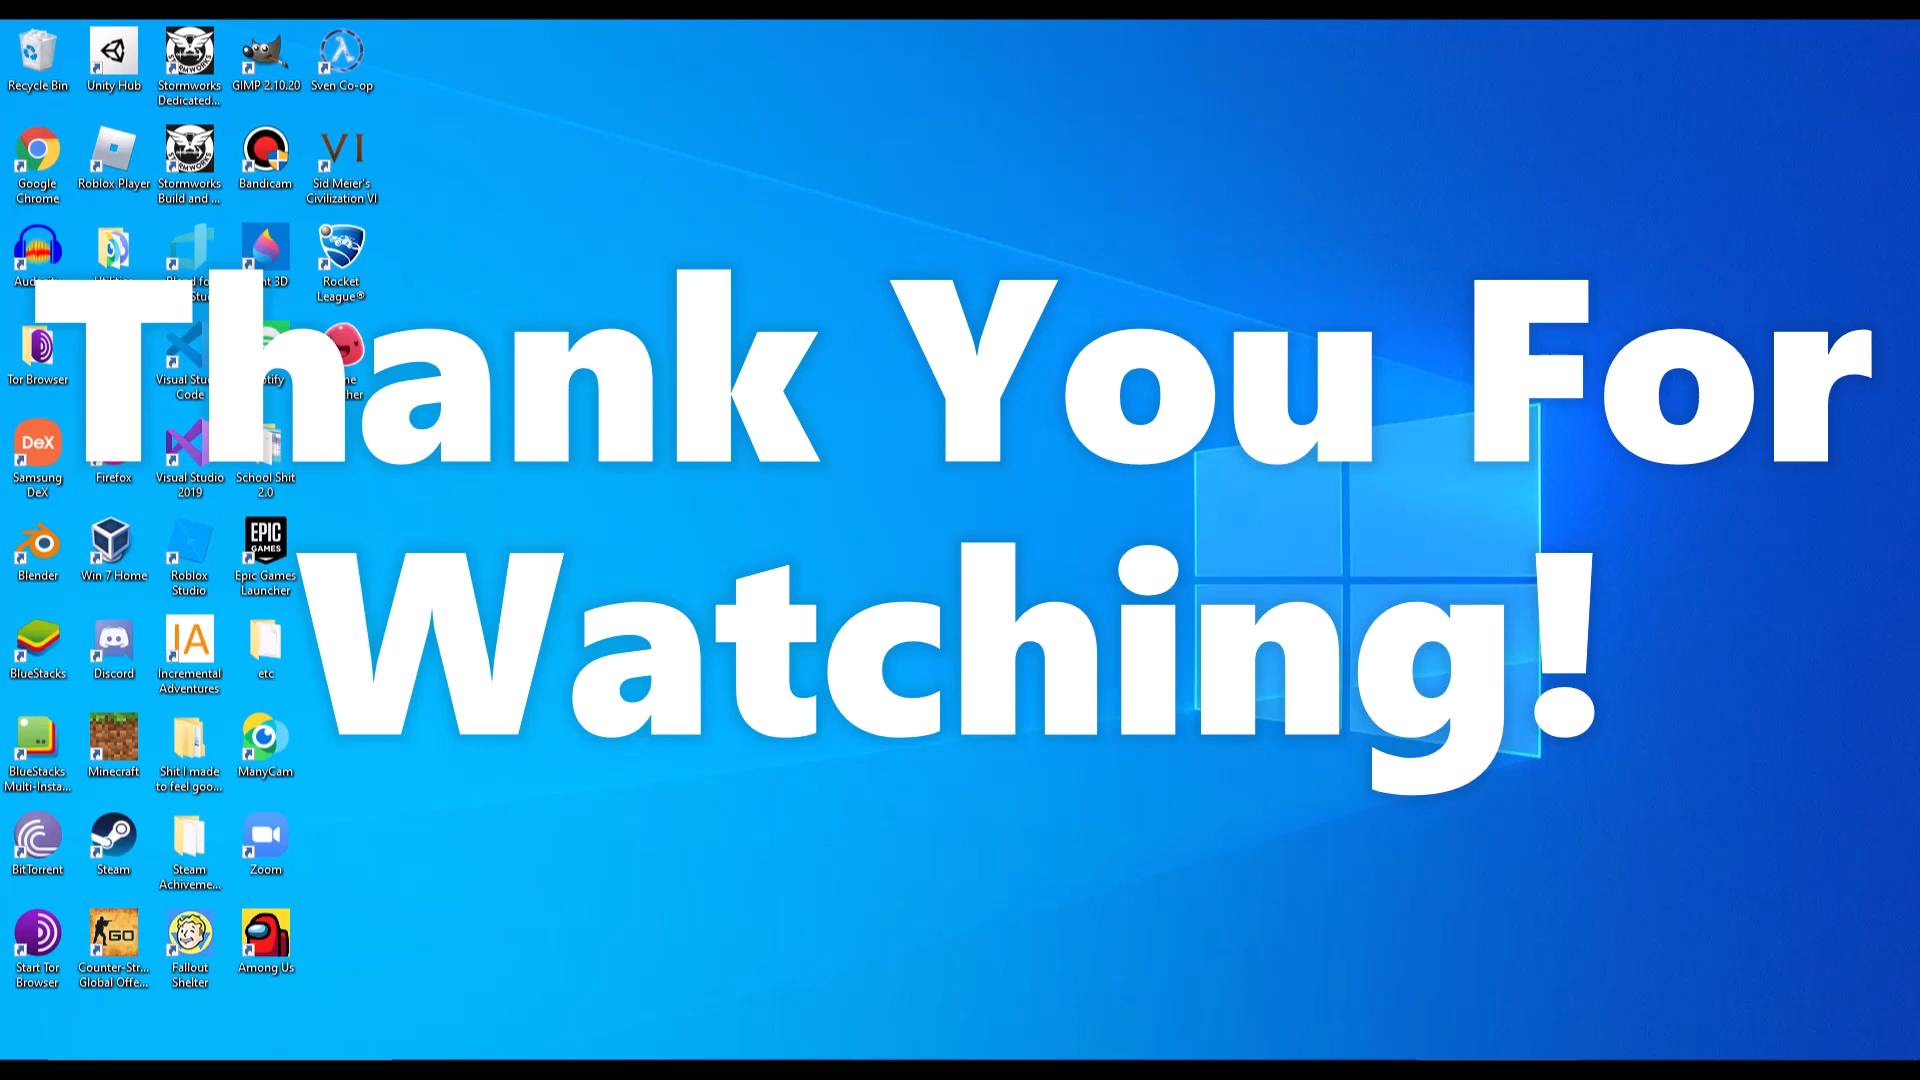 Recycle Bin
Unity Hub
Stormworks
Dedicated...
GIMP 2.10.20
Sven Co-op
Google
Chrome
Roblox Player
Stormworks
Build and ...
Bandicam
VI
Sid Meier's
Civilization VI
Rocket
League®
Thank You For
Tor Browser
Visual Stu
Code
DeX
Samsung
DeX
Firefox
Visual Studio
2019
School Shit
2.0
Watching!
Blender
Win 7 Home
Roblox
Studio
EPIC
GAMES
Epic Games
Launcher
BlueStacks
Discord
IA
Incremental
Adventures
etc
BlueStacks
Multi-Insta...
Minecraft
Shit I made
to feel goo...
ManyCam
BitTorrent
Steam
Steam
Achiveme...
Zoom
Start Tor
Browser
GO
Counter-Str...
Global Offe...
Fallout
Shelter
Among Us